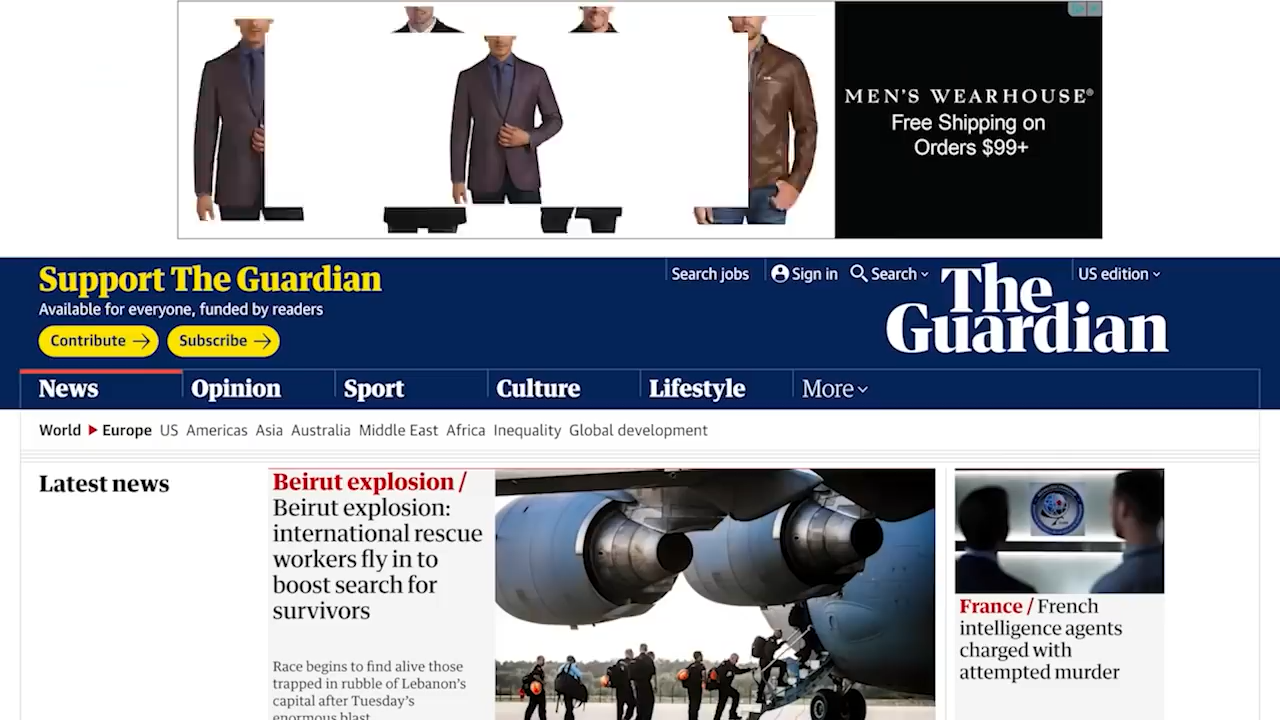 MEN'S WEARHOUSE®
Free Shipping on
Orders $99+
Support The Guardian
Available for everyone, funded by readers
Contribute →
Subscribe →
Search jobs
Sign in
Search
US edition
The
Guardian
News
Opinion
Sport
Culture
Lifestyle
More
World
Europe
US
Americas
Asia
Australia
Middle East
Africa
Inequality
Global development
Latest news
Beirut explosion /
Beirut explosion:
international rescue
workers fly in to
boost search for
survivors
Race begins to find alive those
trapped in rubble of Lebanon's
capital after Tuesday's
enormous blast
France / French
intelligence agents
charged with
attempted murder